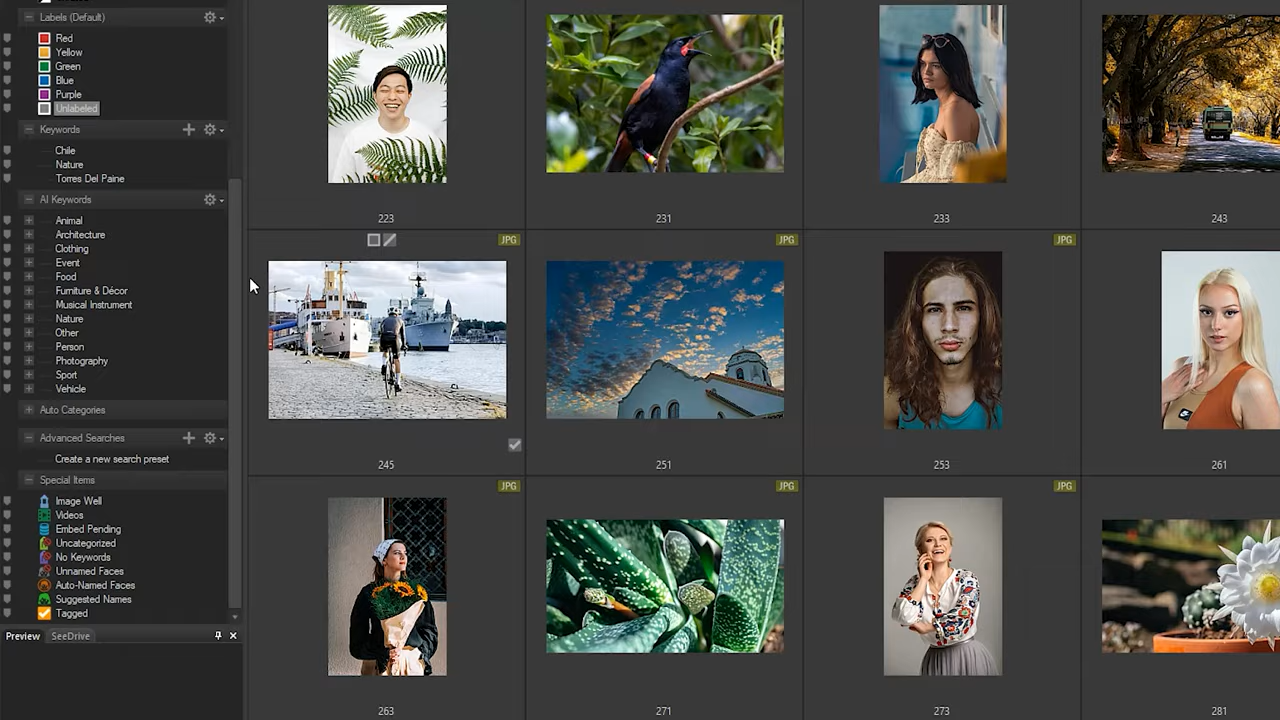 Labels (Default)
Red
Yellow
Green
Blue
Purple
Unlabeled
Keywords
Chile
Nature
Torres Del Paine
AI Keywords
Animal
Architecture
Clothing
Event
Food
Furniture & Décor
Musical Instrument
Nature
Other
Person
Photography
Sport
Vehicle
Auto Categories
Advanced Searches
Create a new search preset
Special Items
Image Well
Videos
Embed Pending
Uncategorized
No Keywords
Unnamed Faces
Auto-Named Faces
Suggested Names
Tagged
Preview SeeDrive
223 231 233 243
JPG JPG JPG
245 251 253 261
JPG JPG JPG
263 271 273 281